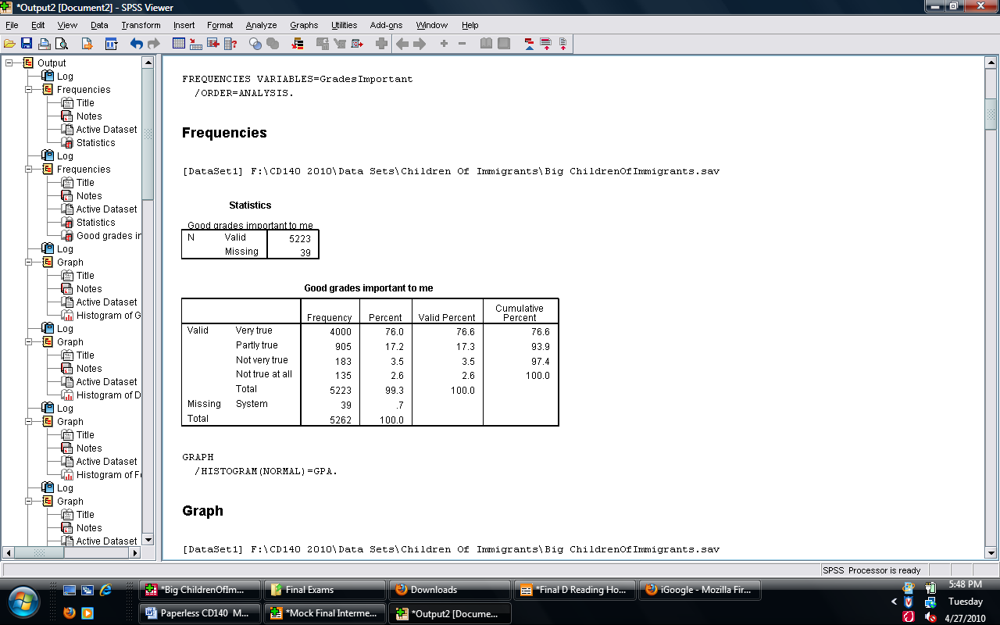 *Output2 [Document2] - SPSS Viewer
File Edit View Data Transform Insert Format Analyze Graphs Utilities Add-ons Window Help
Output
Log
Frequencies
Title
Notes
Active Dataset
Statistics
Log
Frequencies
Title
Notes
Active Dataset
Statistics
Good grades in
Log
Graph
Title
Notes
Active Dataset
Histogram of G
Log
Graph
Title
Notes
Active Dataset
Histogram of D
Log
Graph
Title
Notes
Active Dataset
Histogram of F
Log
Graph
Title
Notes
Active Dataset
FREQUENCIES VARIABLES=GradesImportant
/ORDER=ANALYSIS.
Frequencies
[DataSet1] F:\CD140 2010\Data Sets\Children Of Immigrants\Big ChildrenOfImmigrants.sav
Statistics
Good grades important to me
N Valid 5223
Missing 39
Good grades important to me
Frequency Percent Valid Percent Cumulative Percent
Valid Very true 4000 76.0 76.6 76.6
Partly true 905 17.2 17.3 93.9
Not very true 183 3.5 3.5 97.4
Not true at all 135 2.6 2.6 100.0
Total 5223 99.3 100.0
Missing System 39 .7
Total 5262 100.0
GRAPH
/HISTOGRAM(NORMAL)=GPA.
Graph
[DataSet1] F:\CD140 2010\Data Sets\Children Of Immigrants\Big ChildrenOfImmigrants.sav
SPSS Processor is ready
*Big ChildrenOfIm... Final Exams Downloads *Final D Reading Ho... iGoogle - Mozilla Firef...
Paperless CD140 M... *Mock Final Interme... *Output2 [Docume...
5:48 PM
Tuesday
4/27/2010